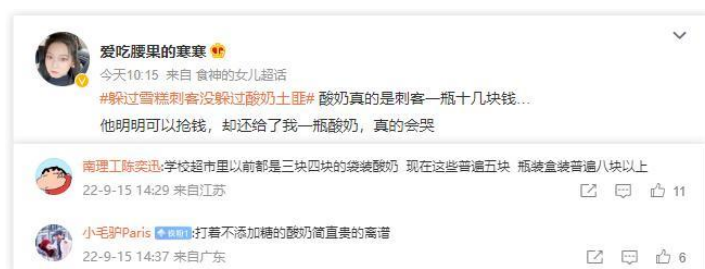 爱吃腰果的寒寒
今天10:15 来自 食神的女儿超话
#躲过雪糕刺客没躲过酸奶土匪# 酸奶真的是刺客一瓶十几块钱...
他明明可以抢钱，却还给了我一瓶酸奶，真的会哭
南理工陈奕迅:学校超市里以前都是三块四块的袋装酸奶 现在这些普遍五块 瓶装盒装普遍八块以上
22-9-15 14:29 来自江苏
11
小毛驴Paris :打着不添加糖的酸奶简直贵的离谱
22-9-15 14:37 来自广东
6